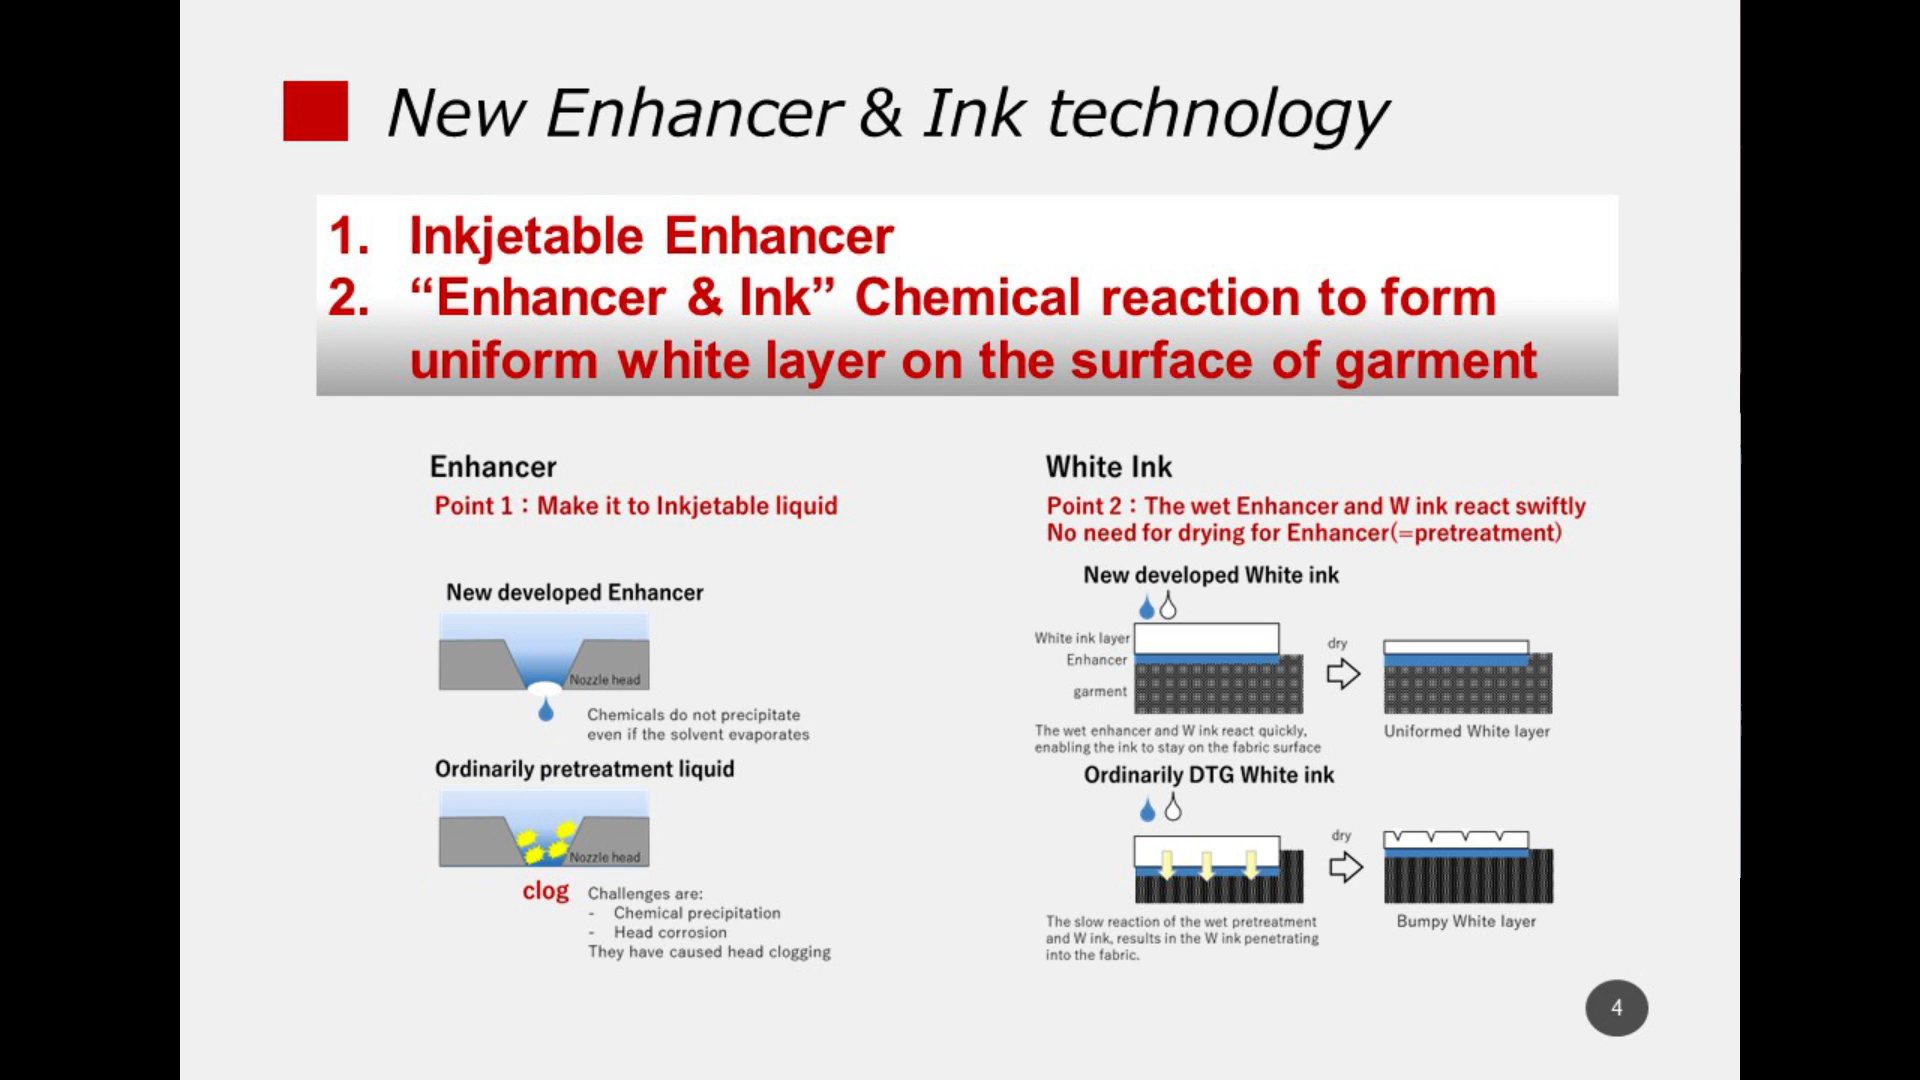 New Enhancer & Ink technology
1. Inkjetable Enhancer
2. “Enhancer & Ink” Chemical reaction to form
uniform white layer on the surface of garment
Enhancer
Point 1：Make it to Inkjetable liquid
New developed Enhancer
Nozzle head
Chemicals do not precipitate
even if the solvent evaporates
Ordinarily pretreatment liquid
Nozzle head
clog
Challenges are:
- Chemical precipitation
- Head corrosion
They have caused head clogging
White Ink
Point 2：The wet Enhancer and W ink react swiftly
No need for drying for Enhancer(=pretreatment)
New developed White ink
White ink layer
Enhancer
garment
dry
The wet enhancer and W ink react quickly,
enabling the ink to stay on the fabric surface
Uniformed White layer
Ordinarily DTG White ink
dry
The slow reaction of the wet pretreatment
and W ink, results in the W ink penetrating
into the fabric.
Bumpy White layer
4